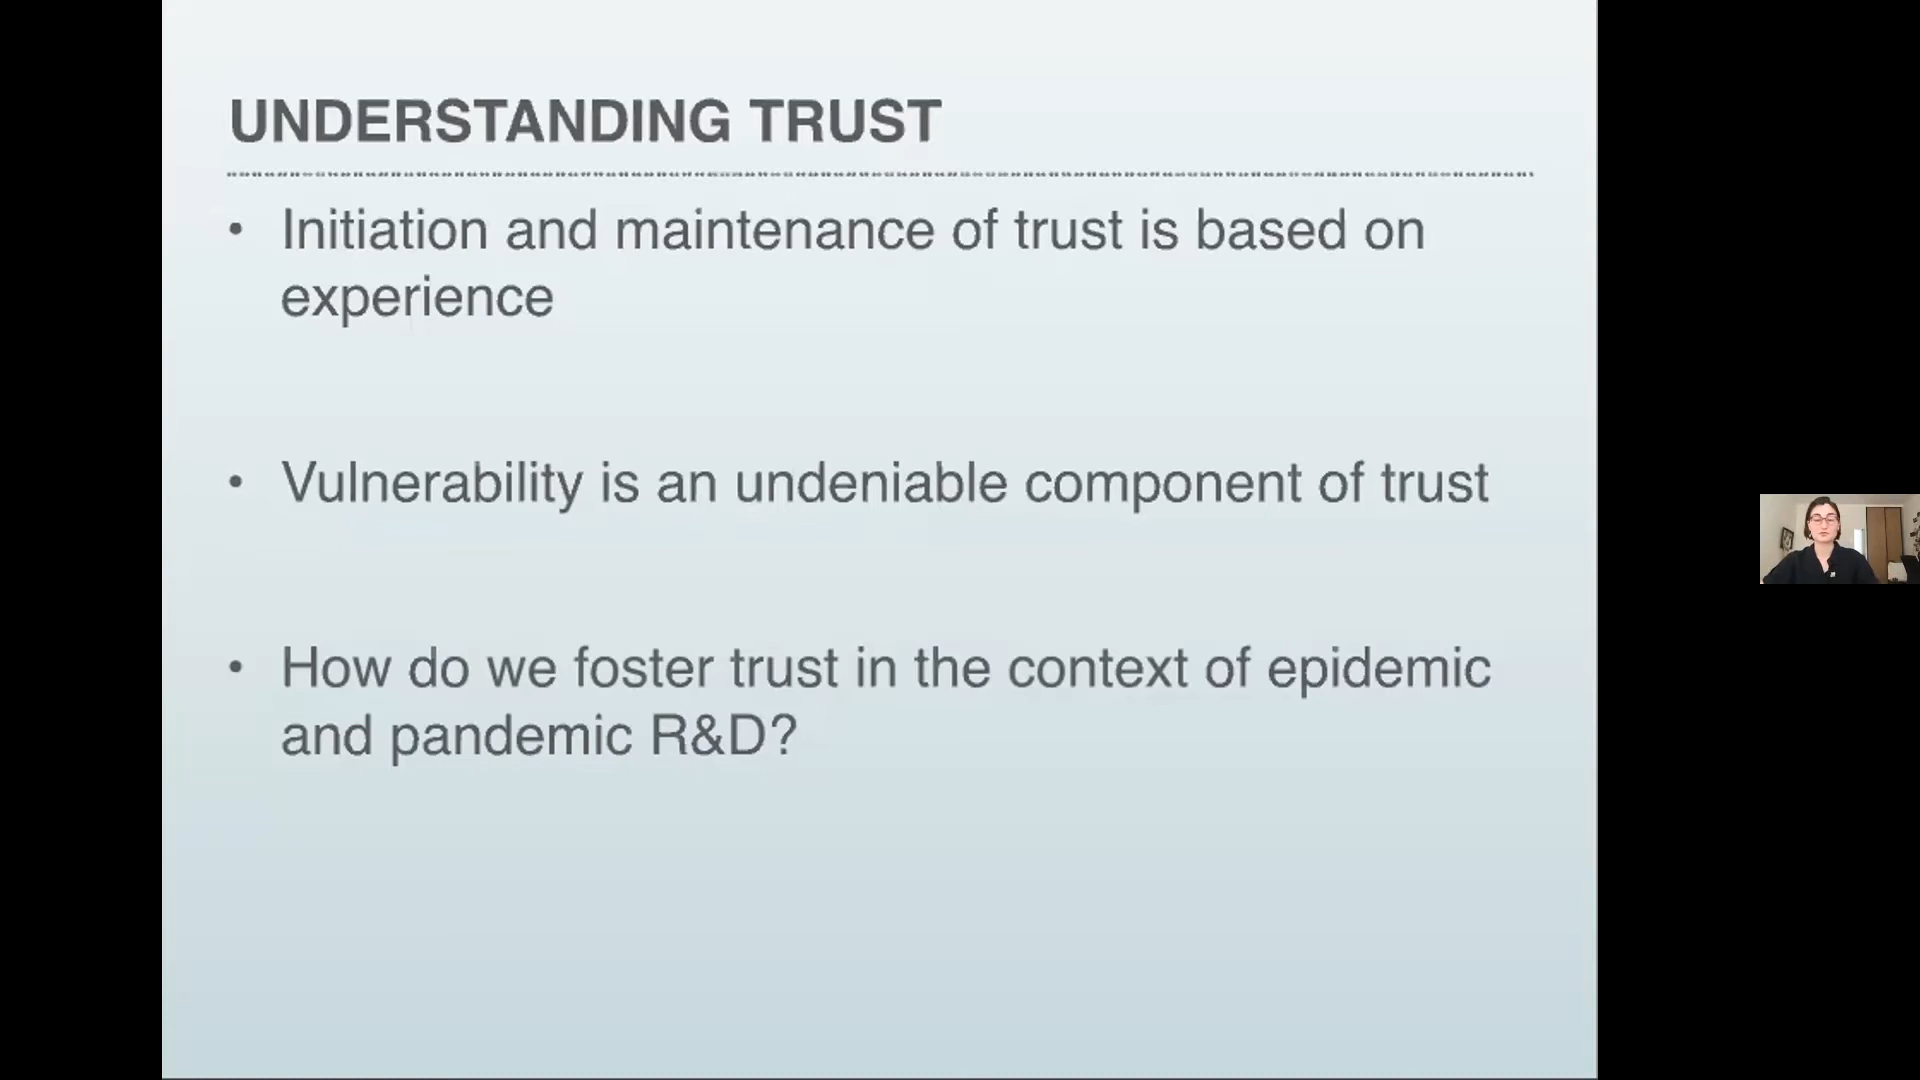 UNDERSTANDING TRUST
• Initiation and maintenance of trust is based on
experience
• Vulnerability is an undeniable component of trust
• How do we foster trust in the context of epidemic
and pandemic R&D?